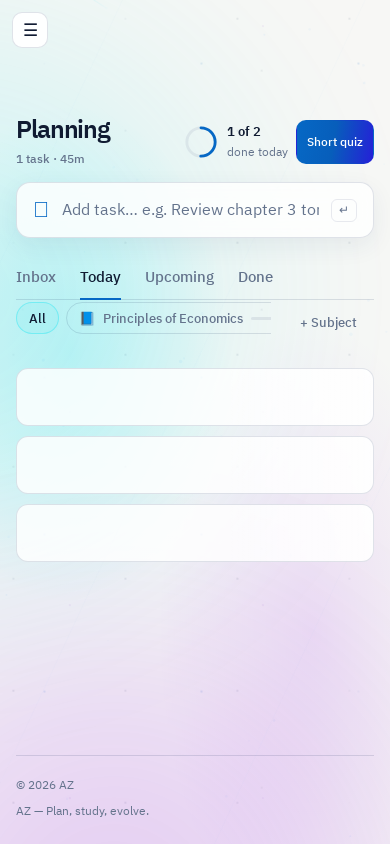 ☰
Planning
1 task · 45m
1 of 2
done today
Short quiz
Add task… e.g. Review chapter 3 tor
↵
Inbox
Today
Upcoming
Done
All
📘 Principles of Economics
+ Subject
© 2026 AZ
AZ — Plan, study, evolve.